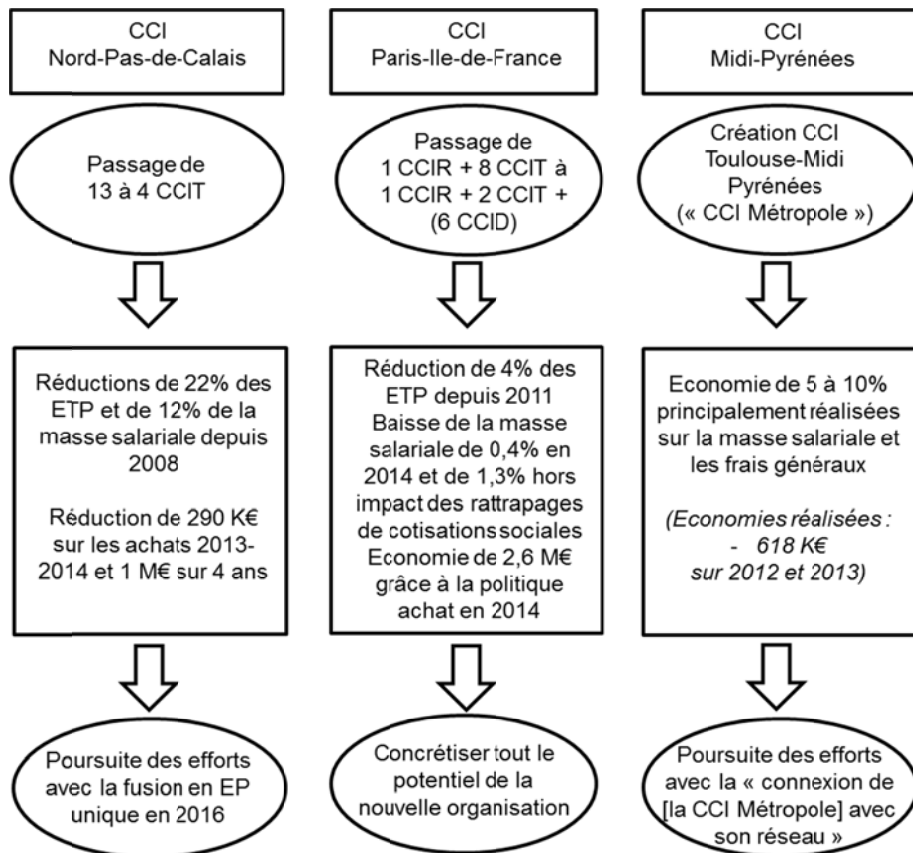 CCI
Nord-Pas-de-Calais
Passage de
13 à 4 CCIT
Réductions de 22% des
ETP et de 12% de la
masse salariale depuis
2008
Réduction de 290 K€
sur les achats 2013-
2014 et 1 M€ sur 4 ans
Poursuite des efforts
avec la fusion en EP
unique en 2016
CCI
Paris-Ile-de-France
Passage de
1 CCIR + 8 CCIT à
1 CCIR + 2 CCIT +
(6 CCID)
Réduction de 4% des
ETP depuis 2011
Baisse de la masse
salariale de 0,4% en
2014 et de 1,3% hors
impact des rattrapages
de cotisations sociales
Economie de 2,6 M€
grâce à la politique
achat en 2014
Concrétiser tout le
potentiel de la
nouvelle organisation
CCI
Midi-Pyrénées
Création CCI
Toulouse-Midi
Pyrénées
(« CCI Métropole »)
Economie de 5 à 10%
principalement réalisées
sur la masse salariale et
les frais généraux
(Economies réalisées :
- 618 K€
sur 2012 et 2013)
Poursuite des efforts
avec la « connexion de
[la CCI Métropole] avec
son réseau »